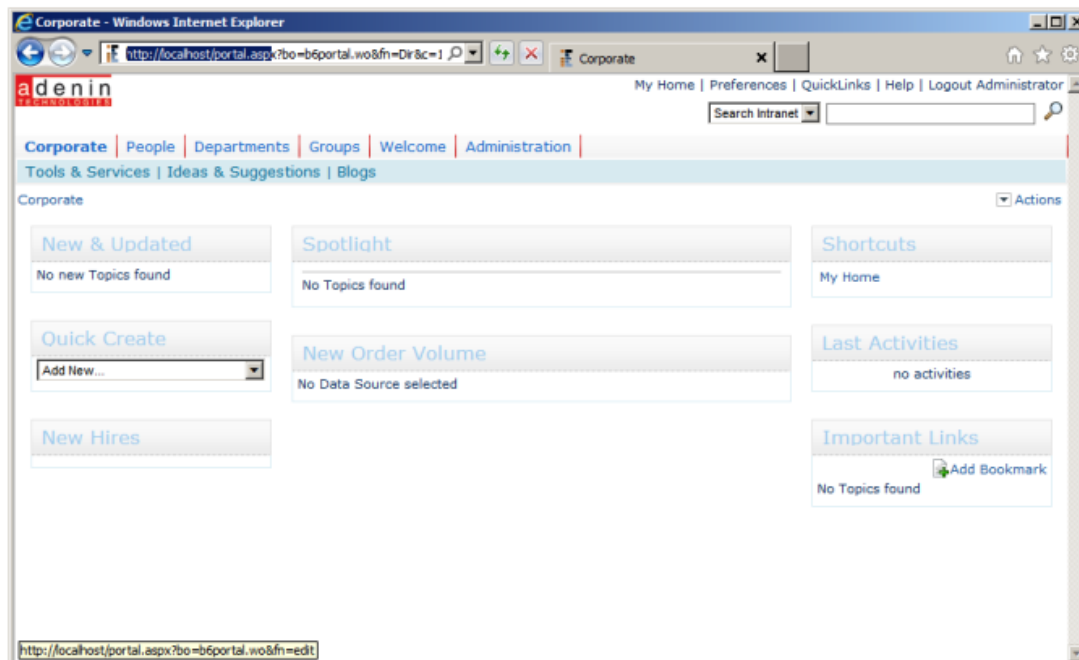 Corporate - Windows Internet Explorer
http://localhost/portal.aspx?bo=b6portal.wo&fn=Dir&c=1
Corporate
adenin
TECHNOLOGIES
My Home | Preferences | QuickLinks | Help | Logout Administrator
Search Intranet
Corporate | People | Departments | Groups | Welcome | Administration |
Tools & Services | Ideas & Suggestions | Blogs
Corporate
Actions
New & Updated
No new Topics found
Quick Create
Add New...
New Hires
Spotlight
No Topics found
New Order Volume
No Data Source selected
Shortcuts
My Home
Last Activities
no activities
Important Links
Add Bookmark
No Topics found
http://localhost/portal.aspx?bo=b6portal.wo&fn=edit